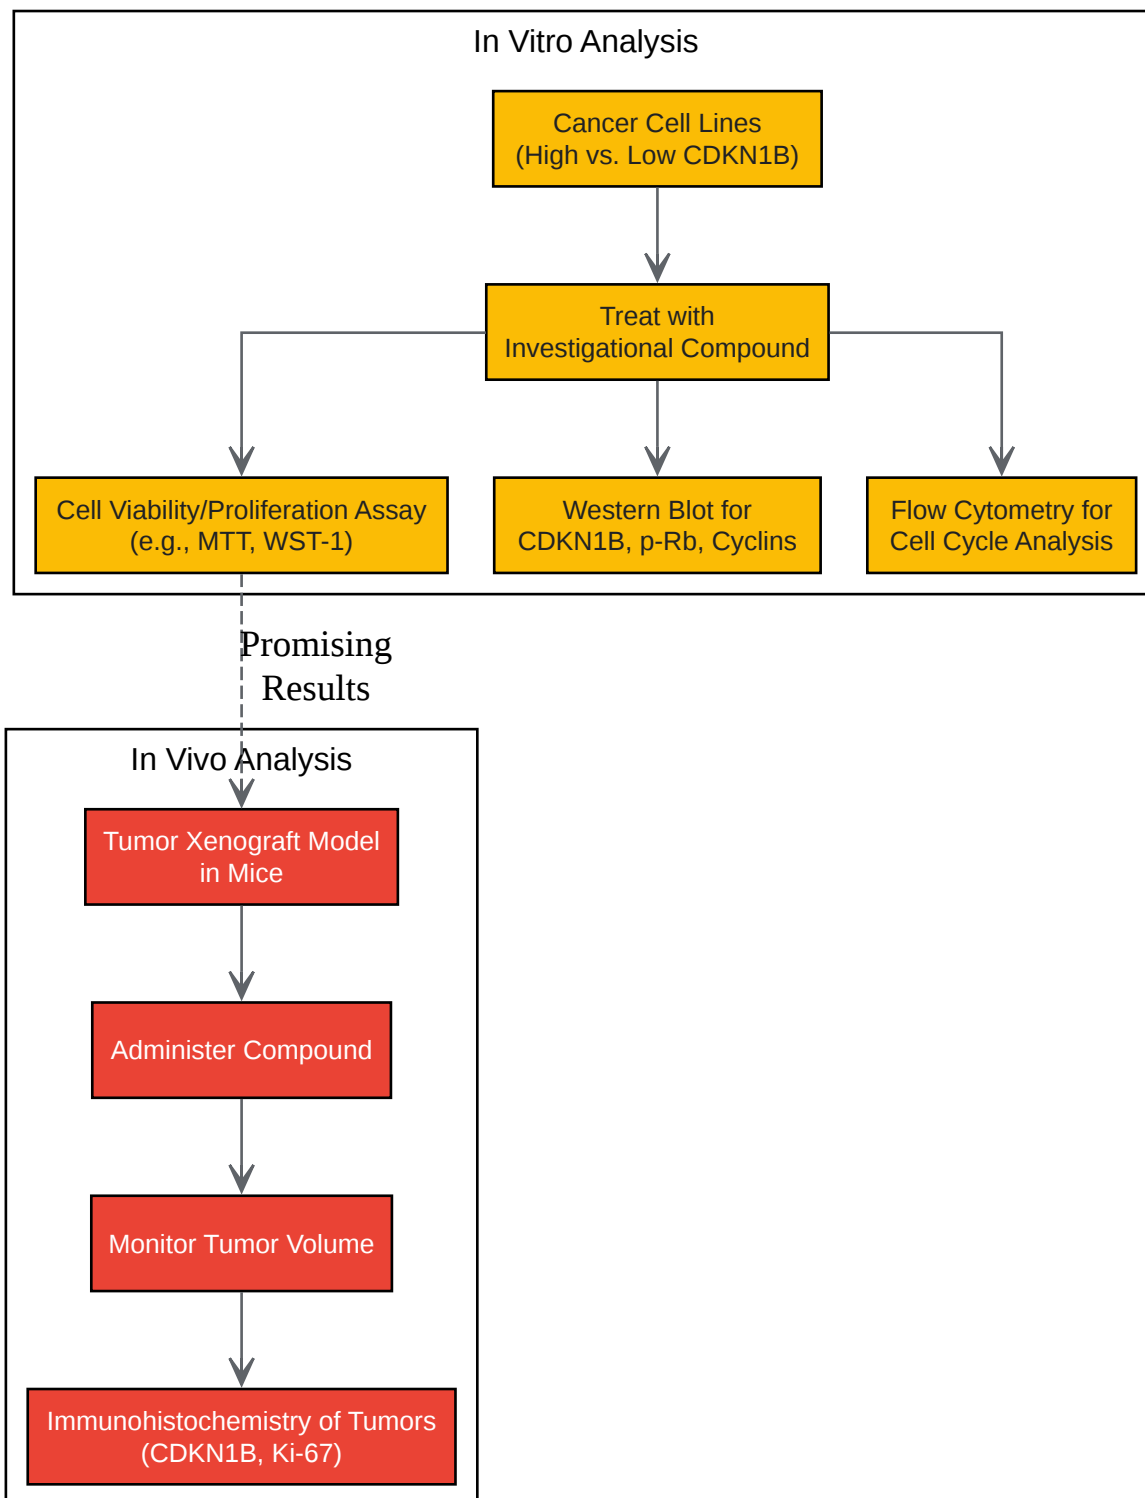 In Vitro Analysis
Cancer Cell Lines
(High vs. Low CDKN1B)
Treat with
Investigational Compound
Cell Viability/Proliferation Assay
(e.g., MTT, WST-1)
Western Blot for
CDKN1B, p-Rb, Cyclins
Flow Cytometry for
Cell Cycle Analysis
Promising
Results
In Vivo Analysis
Tumor Xenograft Model
in Mice
Administer Compound
Monitor Tumor Volume
Immunohistochemistry of Tumors
(CDKN1B, Ki-67)